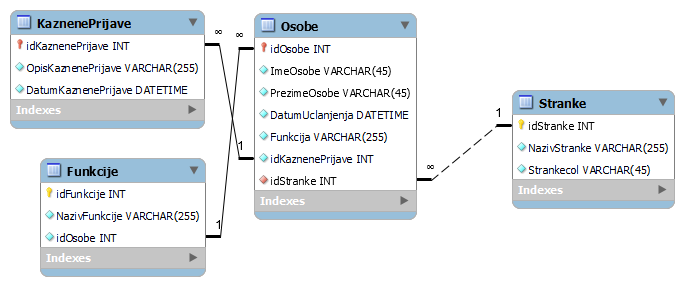 KaznenePrijave
idKaznenePrijave INT
OpisKaznenePrijave VARCHAR(255)
DatumKaznenePrijave DATETIME
Indexes
∞
∞
Osobe
idOsobe INT
ImeOsobe VARCHAR(45)
PrezimeOsobe VARCHAR(45)
DatumUclanjenja DATETIME
Funkcija VARCHAR(255)
idKaznenePrijave INT
idStranke INT
Indexes
1
∞
1
Stranke
idStranke INT
NazivStranke VARCHAR(255)
Strankecol VARCHAR(45)
Indexes
Funkcije
idFunkcije INT
NazivFunkcije VARCHAR(255)
idOsobe INT
Indexes
1